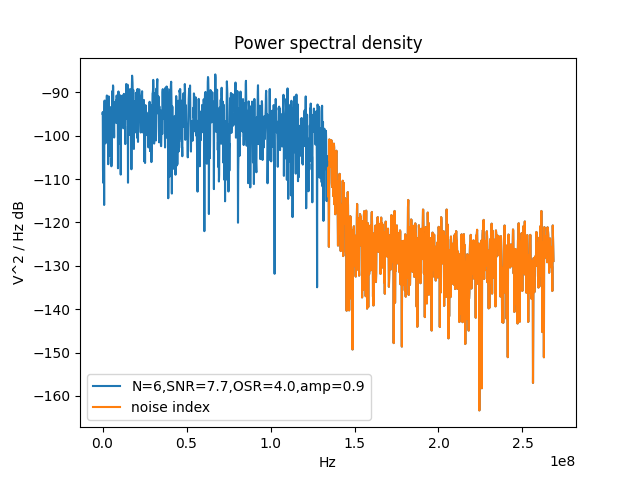 Power spectral density
V^2 / Hz dB
−90
−100
−110
−120
−130
−140
−150
−160
N=6,SNR=7.7,OSR=4.0,amp=0.9
noise index
0.0 0.5 1.0 1.5 2.0 2.5
1e8
Hz